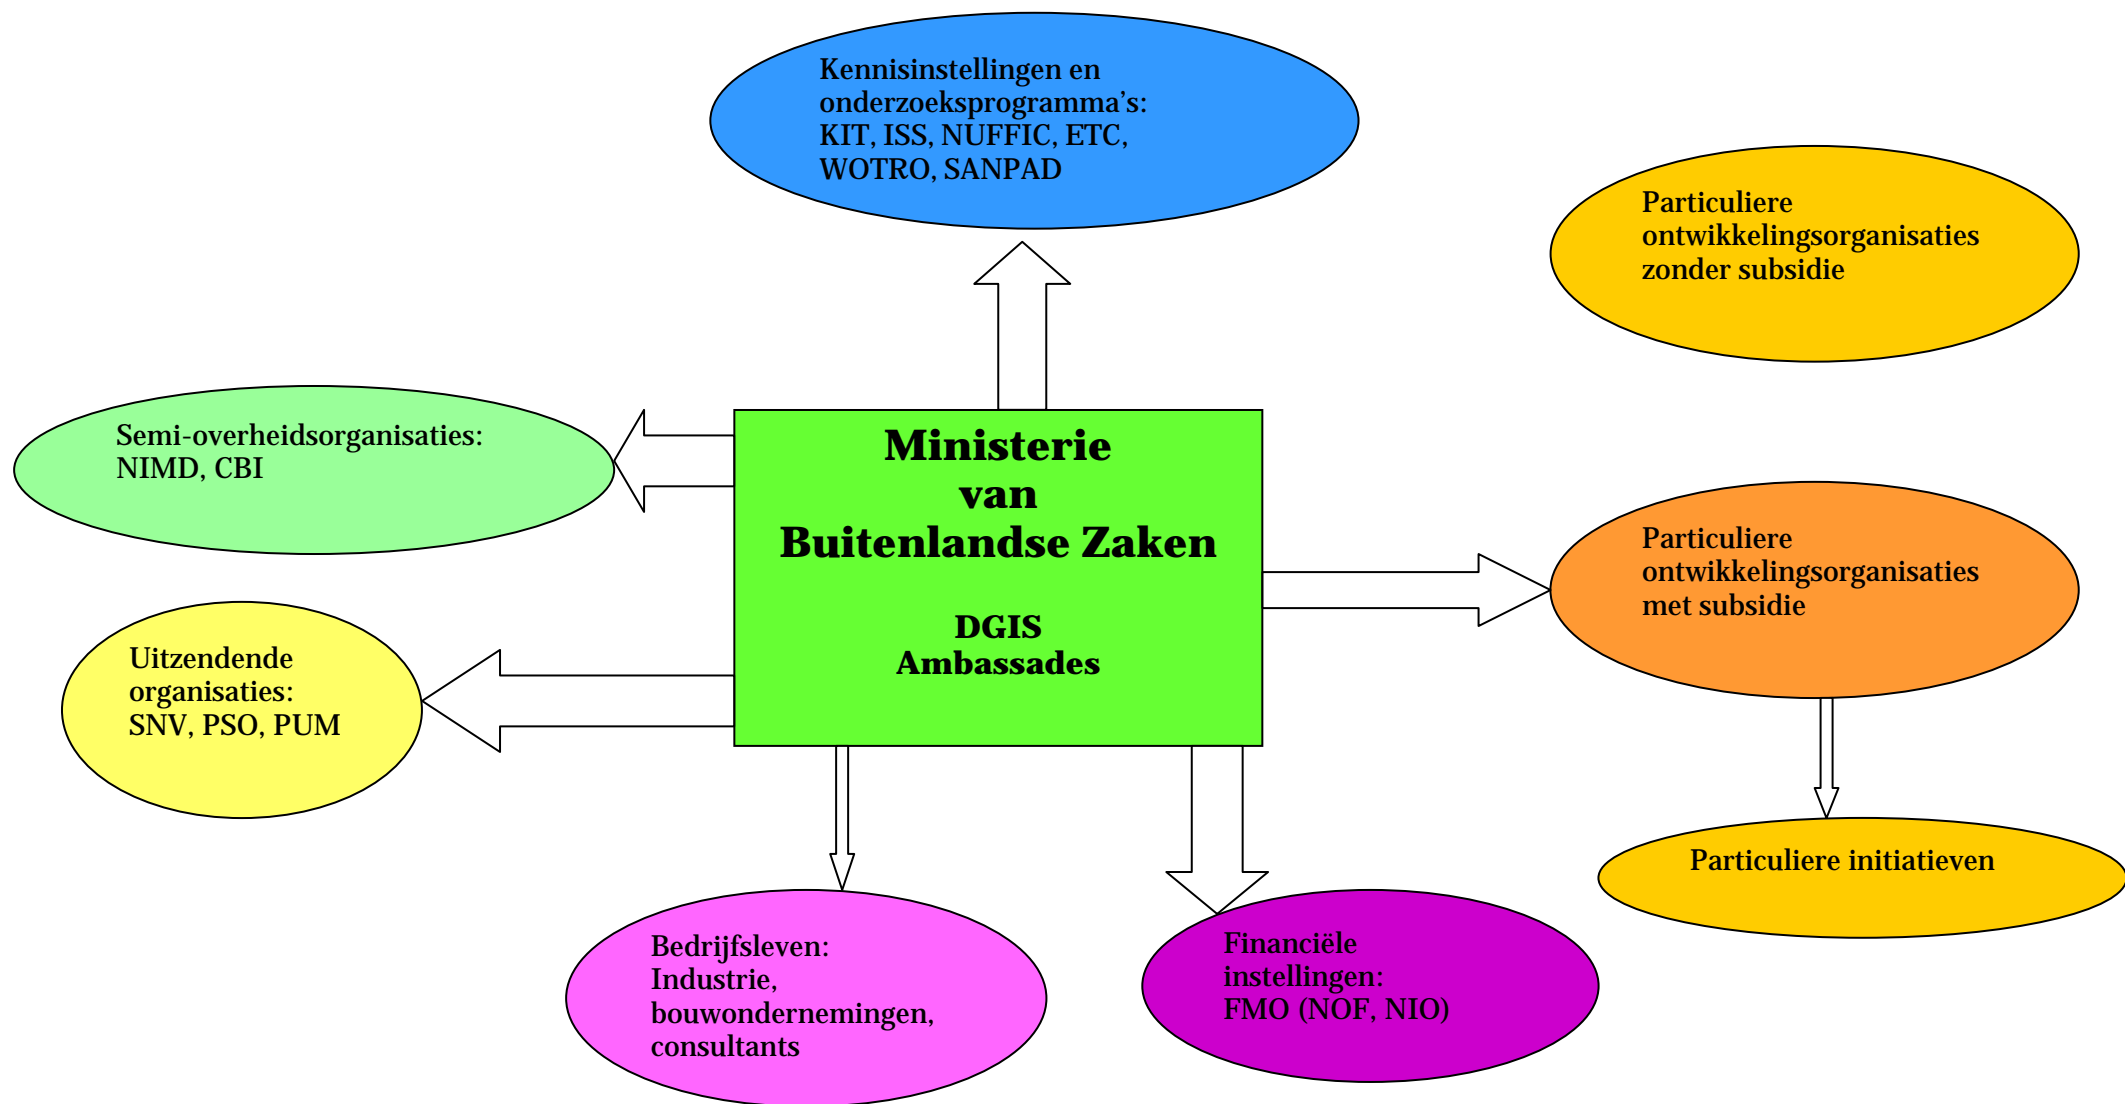 Kennisinstellingen en
onderzoeksprogramma’s:
KIT, ISS, NUFFIC, ETC,
WOTRO, SANPAD
Particuliere
ontwikkelingsorganisaties
zonder subsidie
Semi-overheidsorganisaties:
NIMD, CBI
Ministerie
van
Buitenlandse Zaken
DGIS
Ambassades
Particuliere
ontwikkelingsorganisaties
met subsidie
Uitzendende
organisaties:
SNV, PSO, PUM
Particuliere initiatieven
Bedrijfsleven:
Industrie,
bouwondernemingen,
consultants
Financiële
instellingen:
FMO (NOF, NIO)